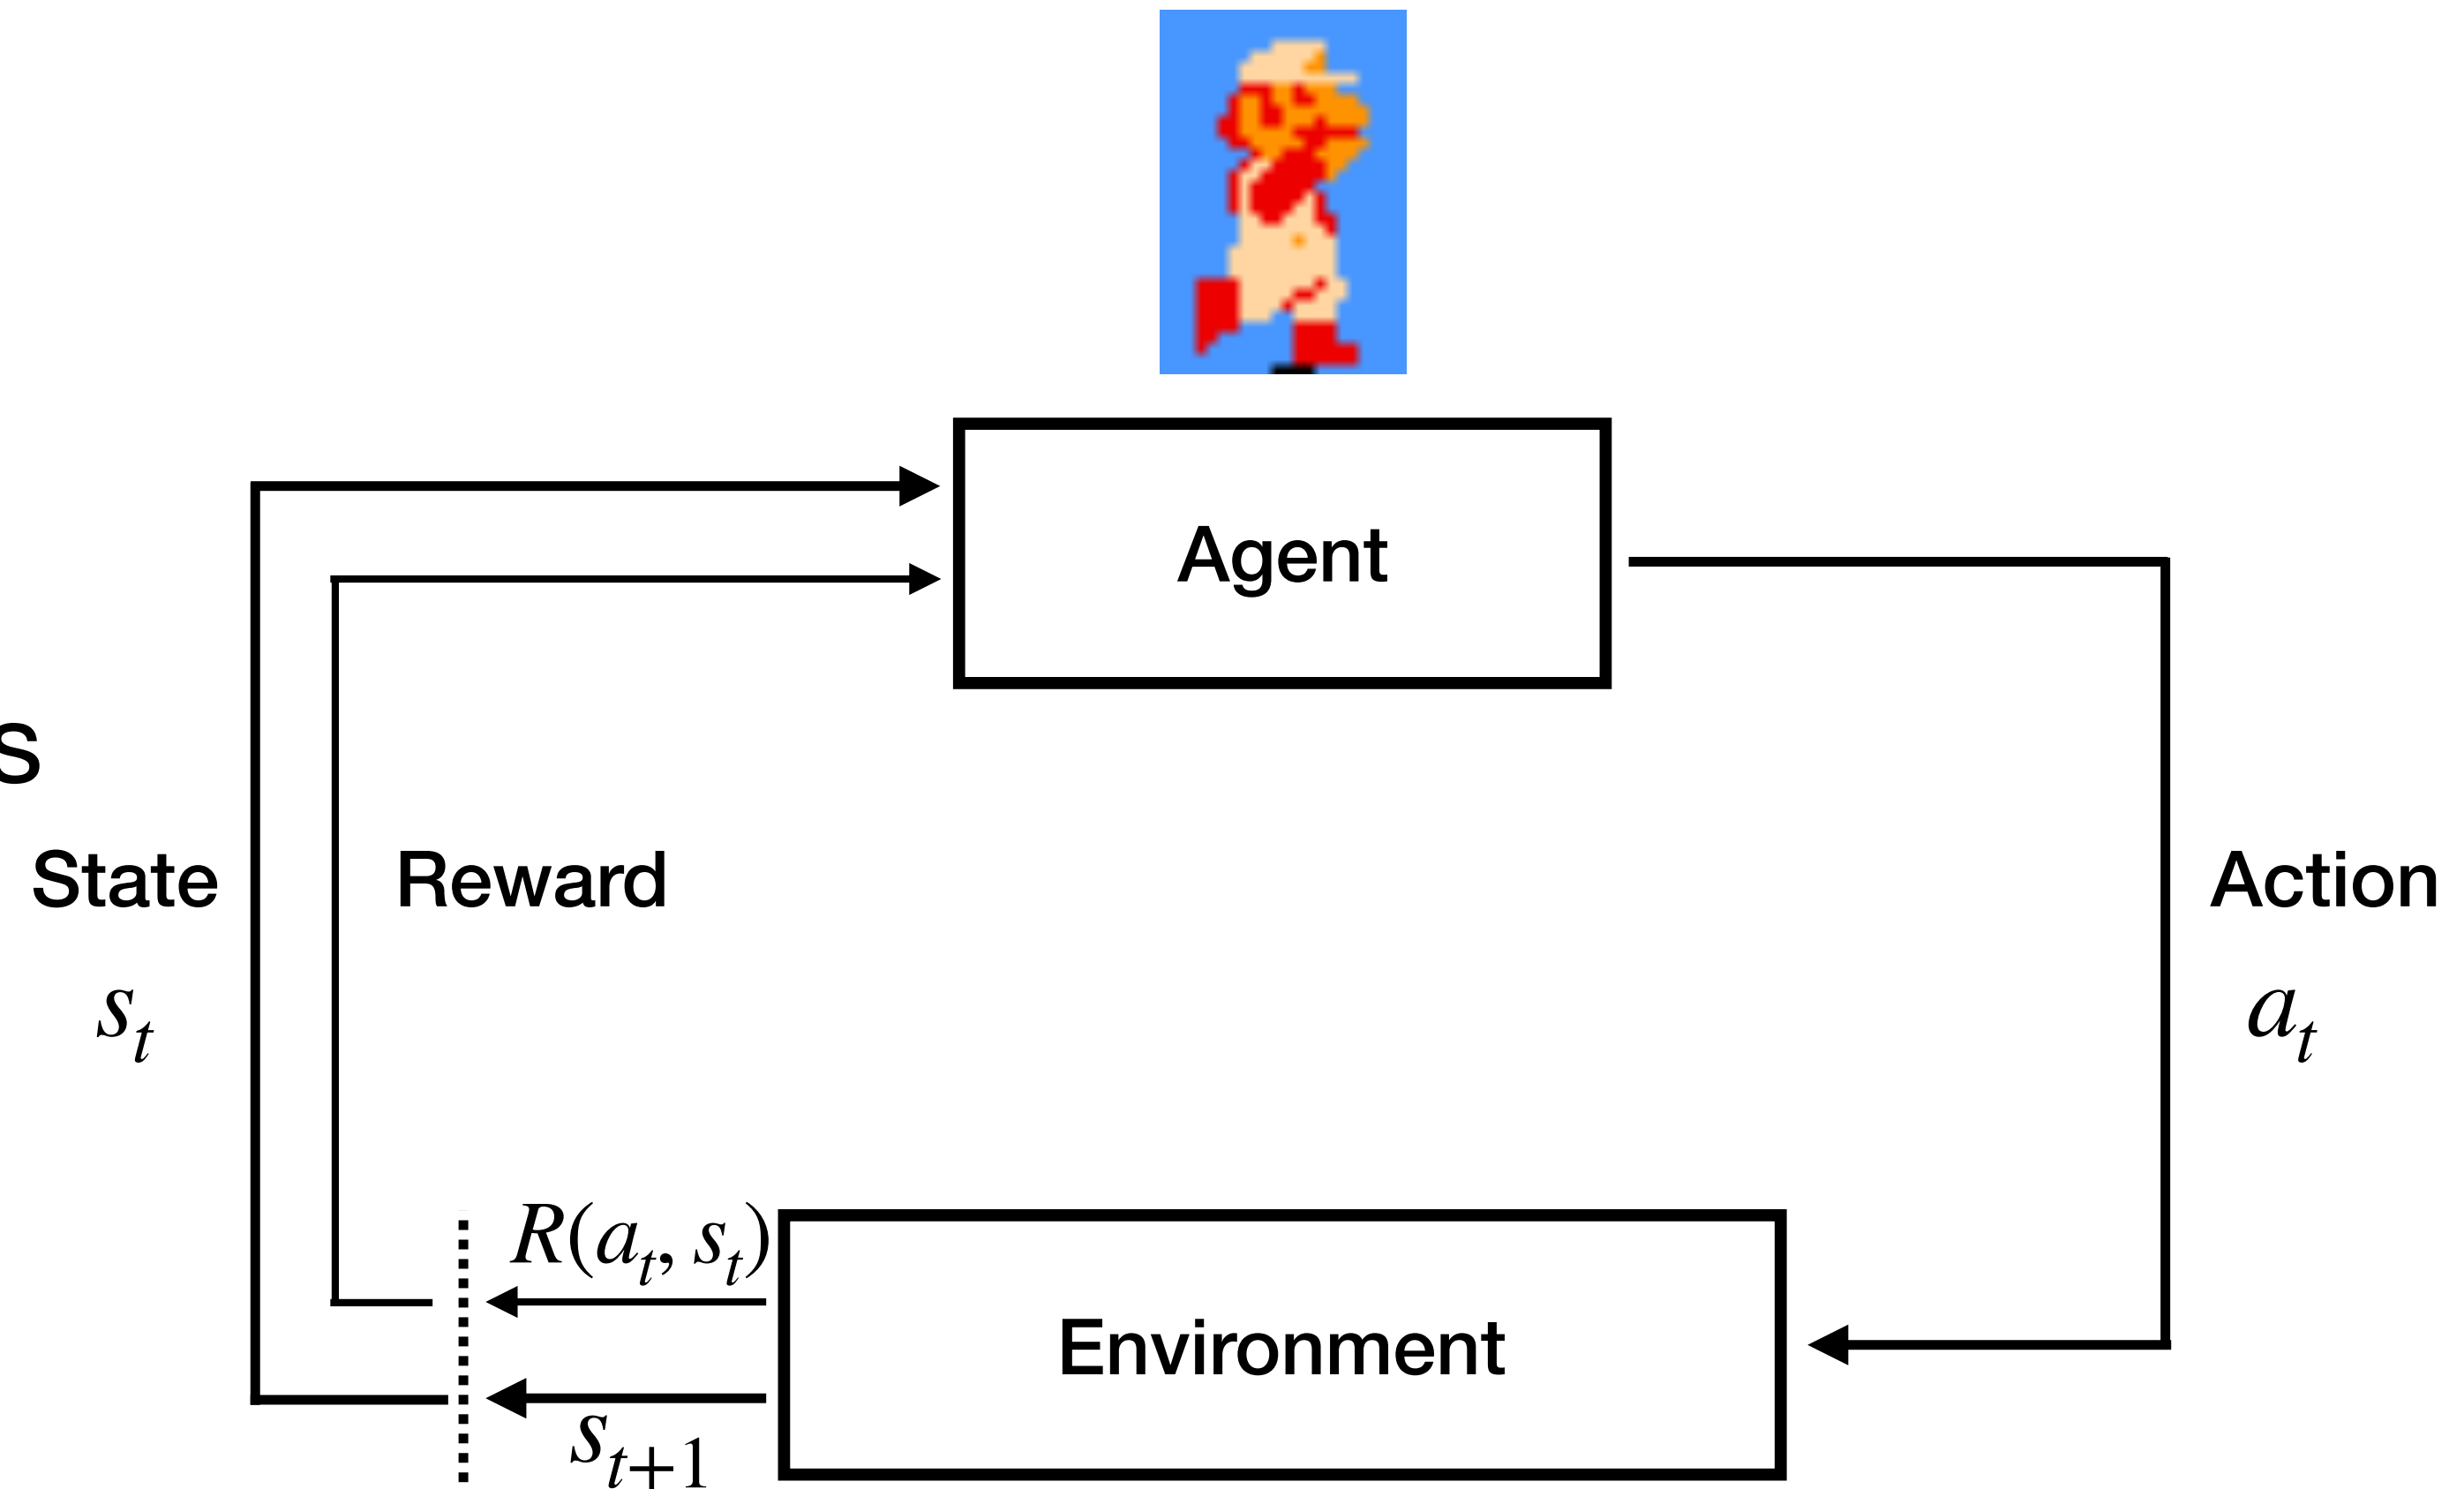 Agent
S
State
Reward
Action
s_t
a_t
R(a_t, s_t)
Environment
s_{t+1}